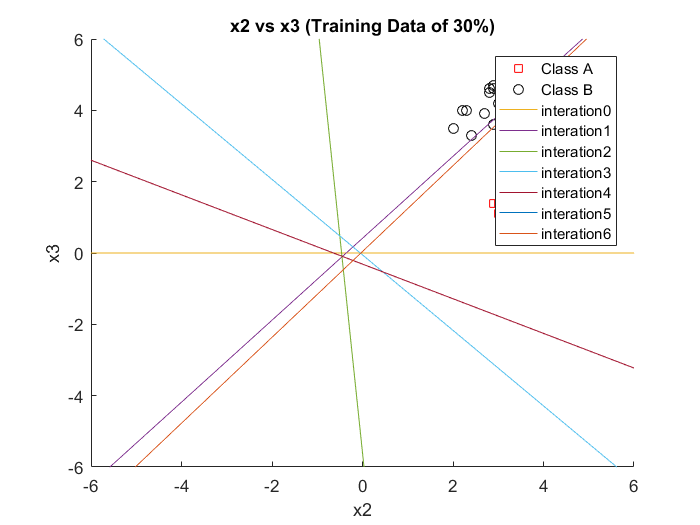 x2 vs x3 (Training Data of 30%)
6
4
2
0
-2
-4
-6
x3
Class A
Class B
interation0
interation1
interation2
interation3
interation4
interation5
interation6
-6
-4
-2
0
2
4
6
x2